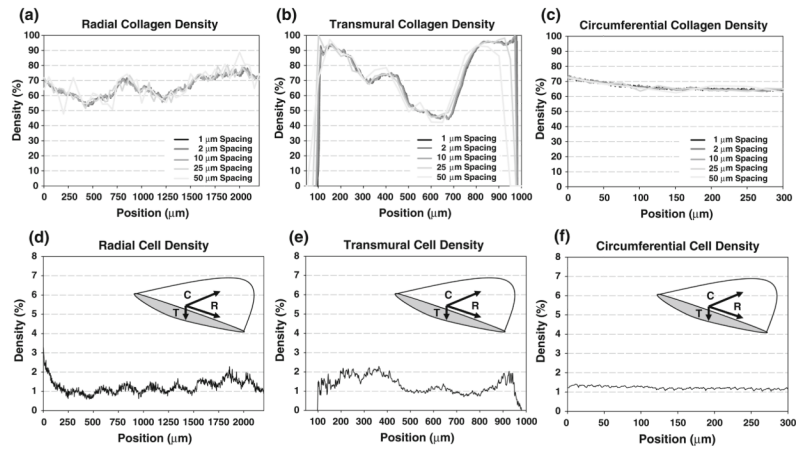 (a) Radial Collagen Density
100
90
80
70
60
50
40
30
20
10
0
Density (%)
1 μm Spacing
2 μm Spacing
10 μm Spacing
25 μm Spacing
50 μm Spacing
0 250 500 750 1000 1250 1500 1750 2000
Position (μm)
(b) Transmural Collagen Density
100
90
80
70
60
50
40
30
20
10
0
Density (%)
1 μm Spacing
2 μm Spacing
10 μm Spacing
25 μm Spacing
50 μm Spacing
0 100 200 300 400 500 600 700 800 900 1000
Position (μm)
(c) Circumferential Collagen Density
100
90
80
70
60
50
40
30
20
10
0
Density (%)
1 μm Spacing
2 μm Spacing
10 μm Spacing
25 μm Spacing
50 μm Spacing
0 50 100 150 200 250 300
Position (μm)
(d) Radial Cell Density
8
7
6
5
4
3
2
1
0
Density (%)
C
T R
0 250 500 750 1000 1250 1500 1750 2000
Position (μm)
(e) Transmural Cell Density
8
7
6
5
4
3
2
1
0
Density (%)
C
T R
0 100 200 300 400 500 600 700 800 900 1000
Position (μm)
(f) Circumferential Cell Density
8
7
6
5
4
3
2
1
0
Density (%)
C
T R
0 50 100 150 200 250 300
Position (μm)